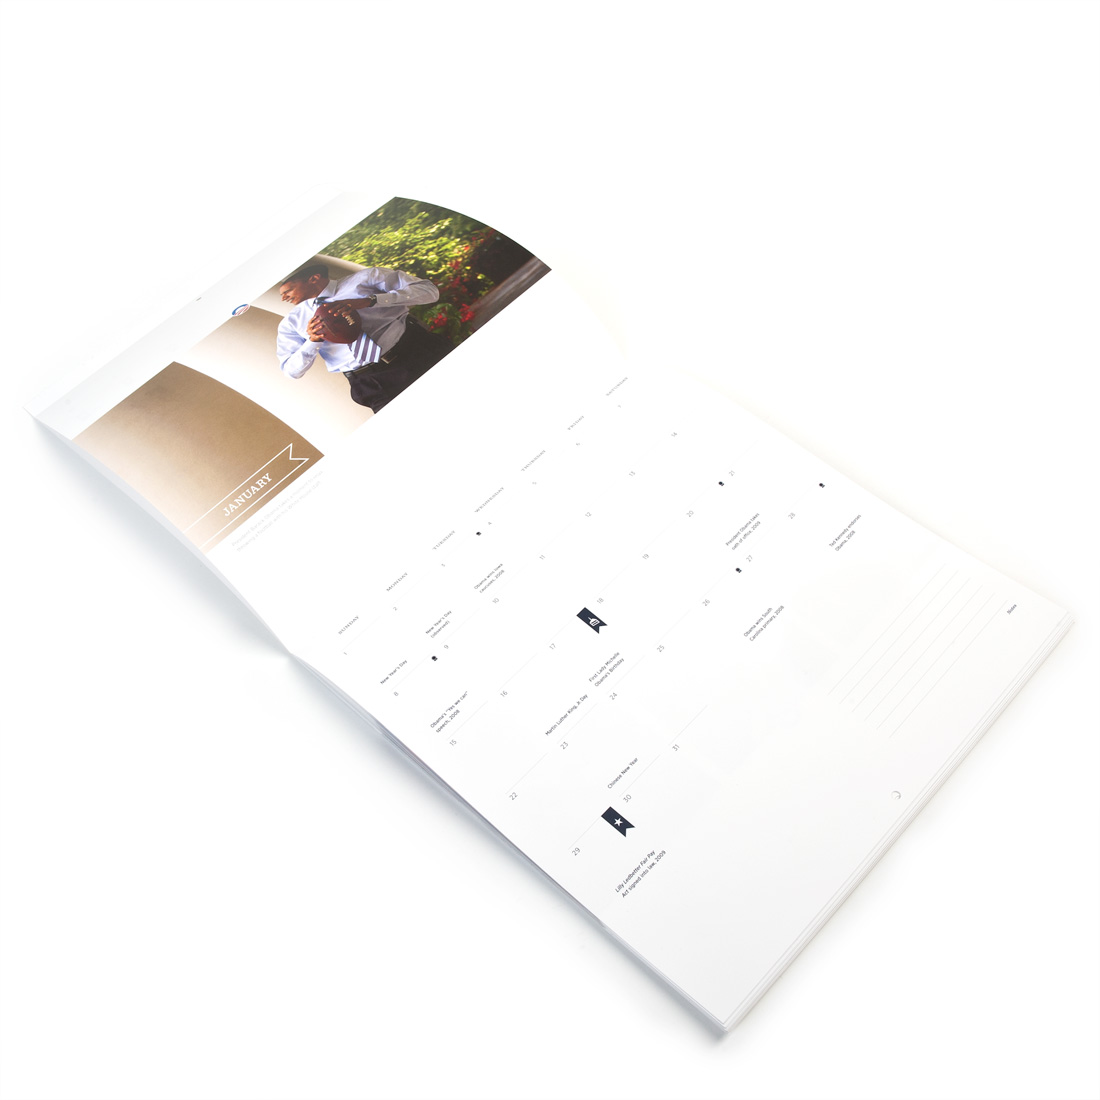 JANUARY
SUNDAY
MONDAY
TUESDAY
WEDNESDAY
THURSDAY
FRIDAY
SATURDAY
1
New Year's Day
2
New Year's Day
(observed)
3
Obama wins Iowa
caucuses, 2008
4
5
6
7
8
Obama's "Yes we can"
speech, 2008
9
10
11
12
13
14
15
16
Martin Luther King, Jr. Day
17
First Lady Michelle
Obama's Birthday
18
19
20
President Obama takes
oath of office, 2009
21
22
23
Chinese New Year
24
25
26
Obama wins South
Carolina primary, 2008
27
28
Ted Kennedy endorses
Obama, 2008
29
Lilly Ledbetter Fair Pay
Act signed into law, 2009
30
31
Notes